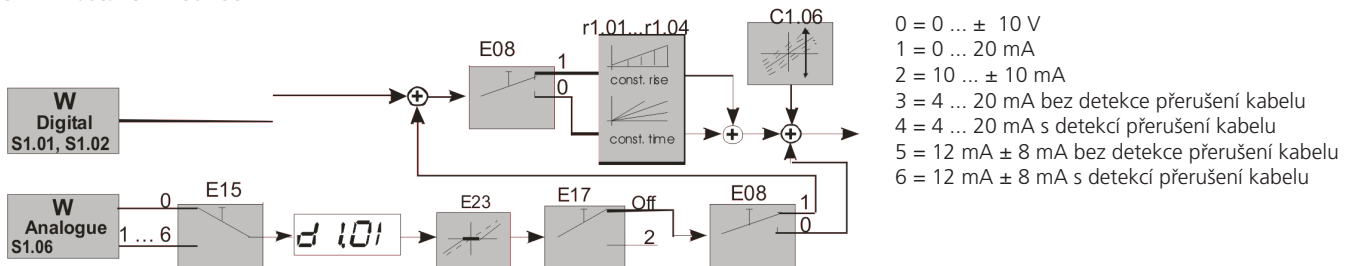 r1.01...r1.04
C1.06
E08
1
0
const. rise
const. time
W
Digital
S1.01, S1.02
W
Analogue
S1.06
0
1 ... 6
E15
d 1.01
E23
E17
Off
2
E08
1
0
0 = 0 ... ± 10 V
1 = 0 ... 20 mA
2 = 10 ... ± 10 mA
3 = 4 ... 20 mA bez detekce přerušení kabelu
4 = 4 ... 20 mA s detekcí přerušení kabelu
5 = 12 mA ± 8 mA bez detekce přerušení kabelu
6 = 12 mA ± 8 mA s detekcí přerušení kabelu